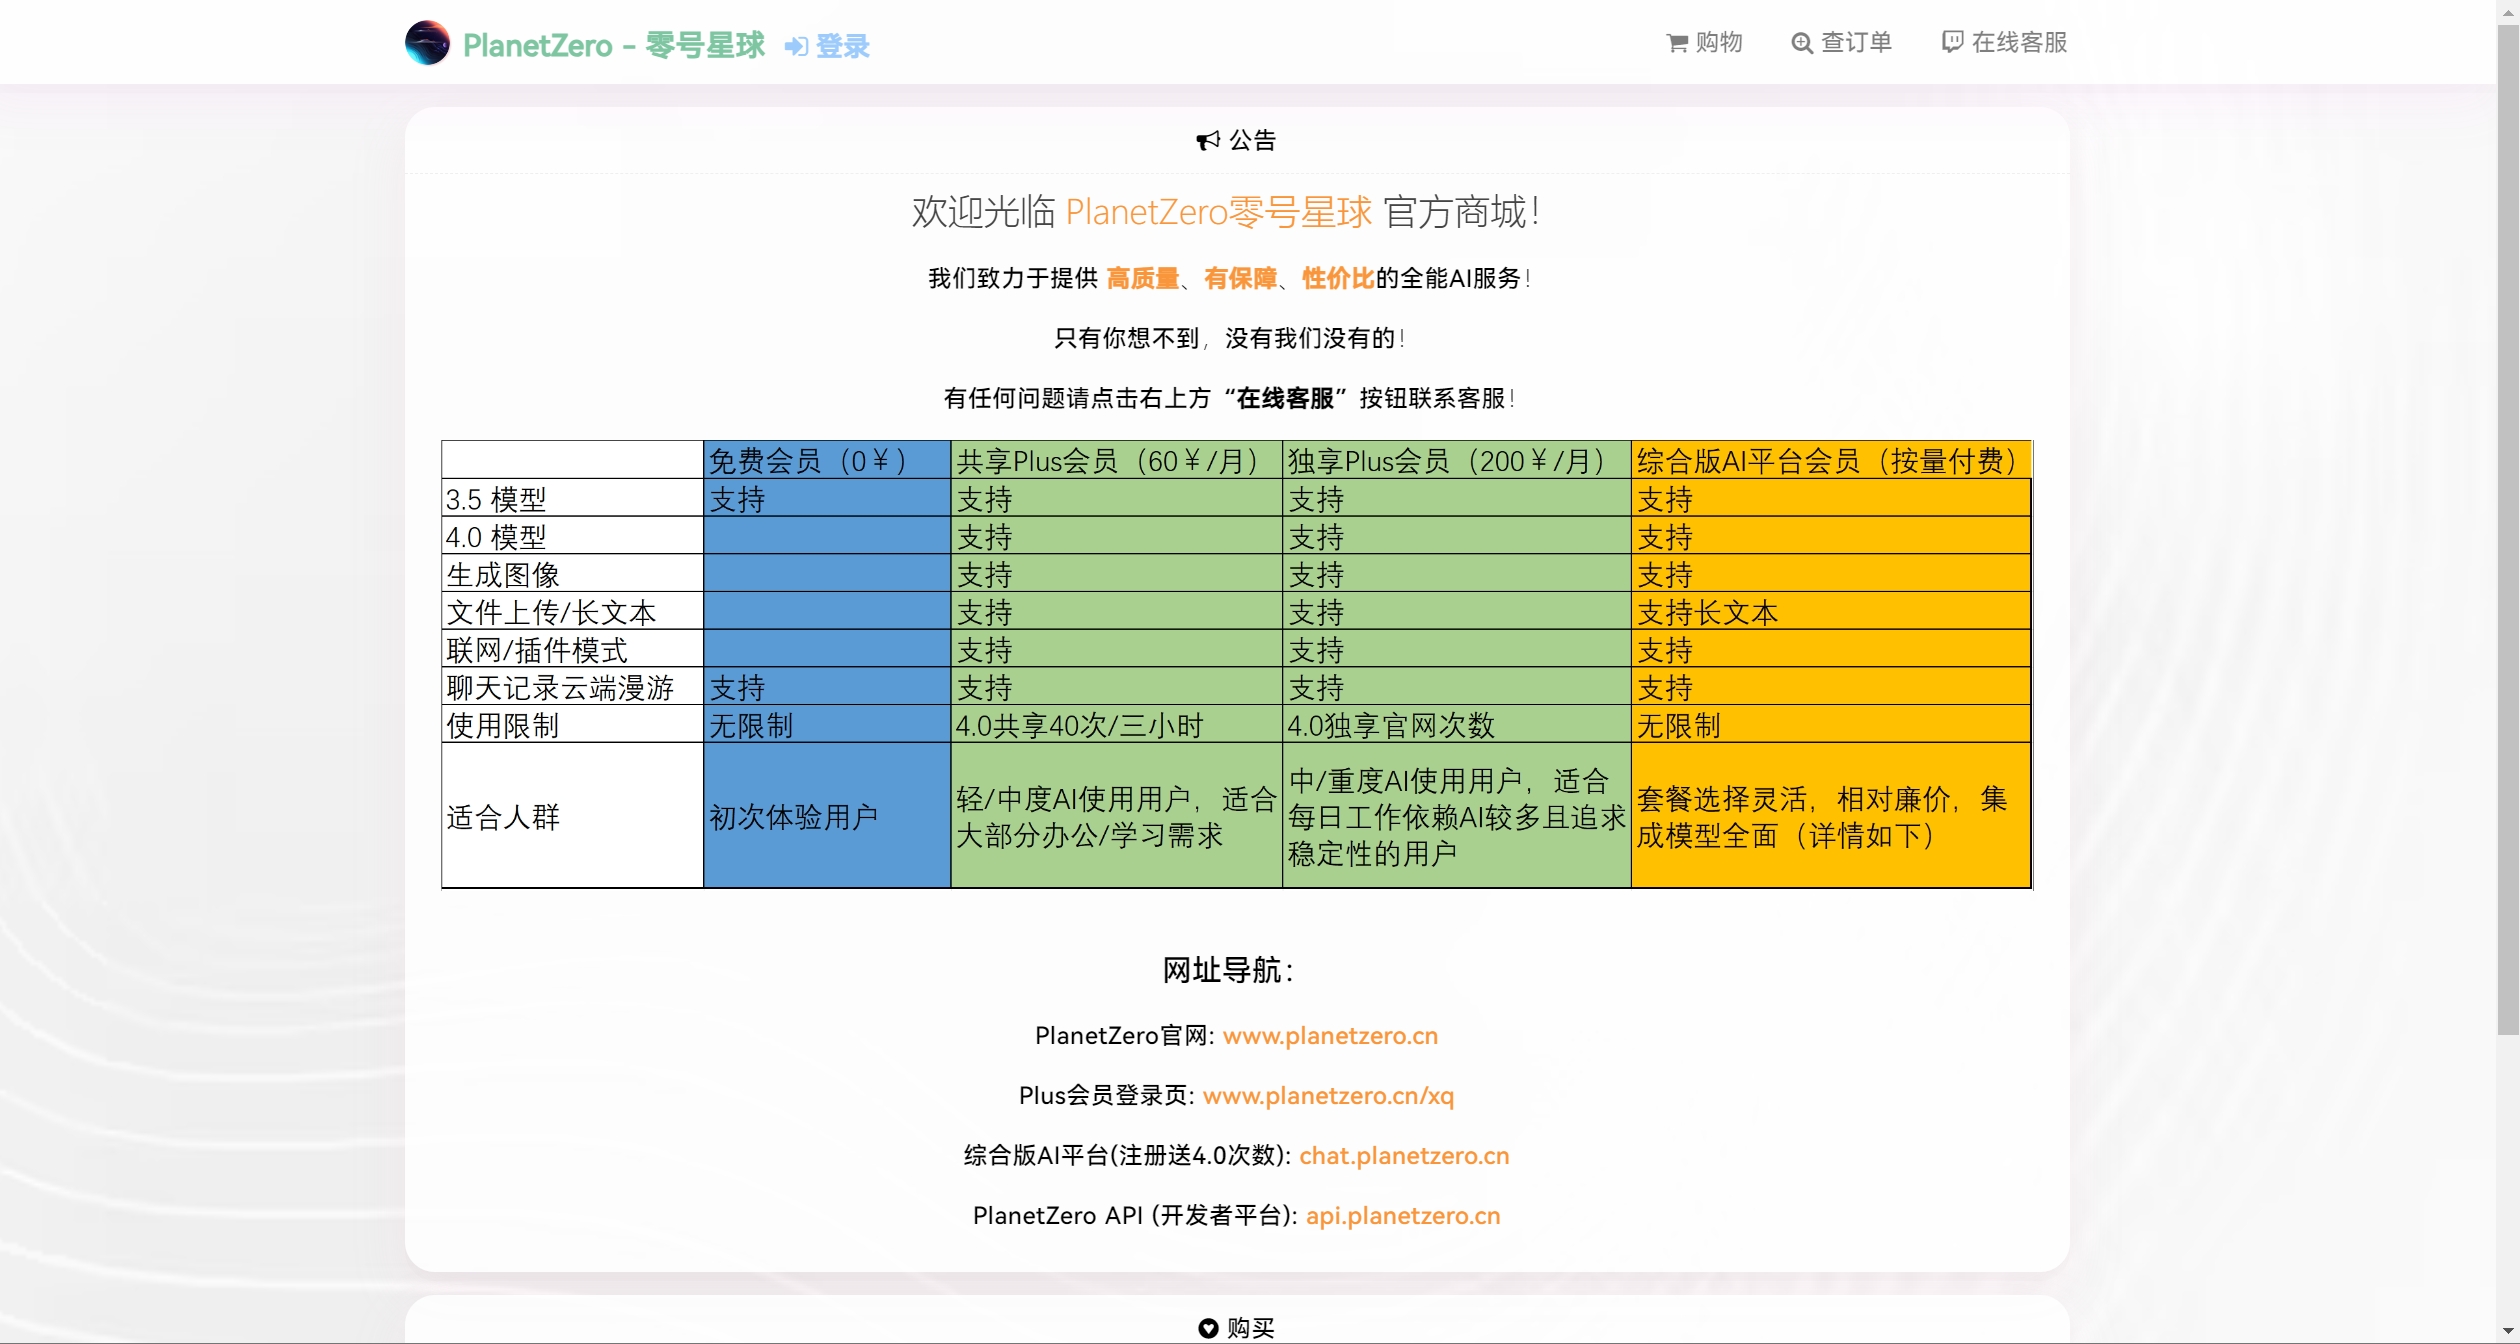 PlanetZero - 零号星球 登录 购物 查订单 在线客服
公告
欢迎光临 PlanetZero零号星球 官方商城！
我们致力于提供 高质量、有保障、性价比的全能AI服务！
只有你想不到，没有我们没有的！
有任何问题请点击右上方“在线客服”按钮联系客服！
免费会员（0￥） 共享Plus会员（60￥/月） 独享Plus会员（200￥/月） 综合版AI平台会员（按量付费）
3.5 模型 支持 支持 支持 支持
4.0 模型 支持 支持 支持
生成图像 支持 支持 支持
文件上传/长文本 支持 支持 支持长文本
联网/插件模式 支持 支持 支持
聊天记录云端漫游 支持 支持 支持 支持
使用限制 无限制 4.0共享40次/三小时 4.0独享官网次数 无限制
适合人群
初次体验用户
轻/中度AI使用用户，适合
大部分办公/学习需求
中/重度AI使用用户，适合
每日工作依赖AI较多且追求
稳定性的用户
套餐选择灵活，相对廉价，集
成模型全面（详情如下）
网址导航：
PlanetZero官网: www.planetzero.cn
Plus会员登录页: www.planetzero.cn/xq
综合版AI平台(注册送4.0次数): chat.planetzero.cn
PlanetZero API (开发者平台): api.planetzero.cn
购买